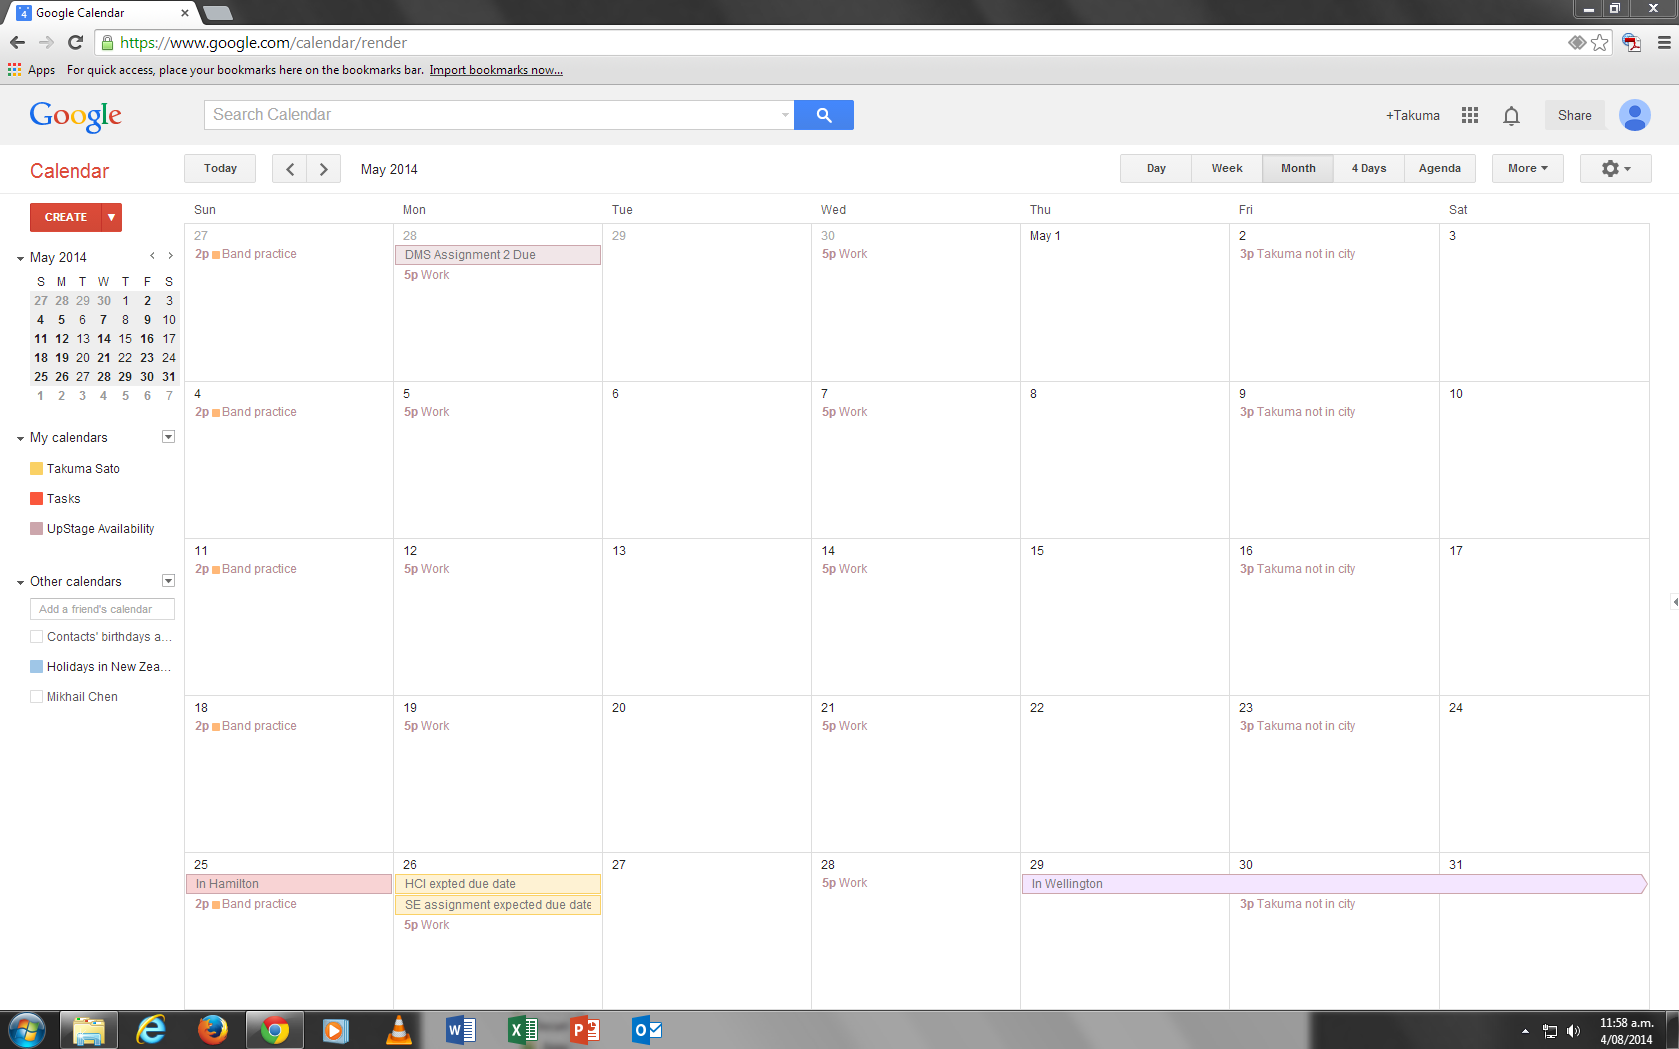 Google Calendar
https://www.google.com/calendar/render
Apps For quick access, place your bookmarks here on the bookmarks bar. Import bookmarks now...
Google
Search Calendar
+Takuma
Share
Calendar
Today
May 2014
Day Week Month 4 Days Agenda
More
CREATE
May 2014
S M T W T F S
27 28 29 30 1 2 3
4 5 6 7 8 9 10
11 12 13 14 15 16 17
18 19 20 21 22 23 24
25 26 27 28 29 30 31
1 2 3 4 5 6 7
My calendars
Takuma Sato
Tasks
UpStage Availability
Other calendars
Add a friend's calendar
Contacts' birthdays a...
Holidays in New Zea...
Mikhail Chen
Sun Mon Tue Wed Thu Fri Sat
27 28 29 30 May 1 2 3
2p Band practice
DMS Assignment 2 Due
5p Work
5p Work
3p Takuma not in city
4 5 6 7 8 9 10
2p Band practice
5p Work
5p Work
3p Takuma not in city
11 12 13 14 15 16 17
2p Band practice
5p Work
5p Work
3p Takuma not in city
18 19 20 21 22 23 24
2p Band practice
5p Work
5p Work
3p Takuma not in city
25 26 27 28 29 30 31
In Hamilton
2p Band practice
HCI expted due date
SE assignment expected due date
5p Work
5p Work
In Wellington
3p Takuma not in city
11:58 a.m.
4/08/2014